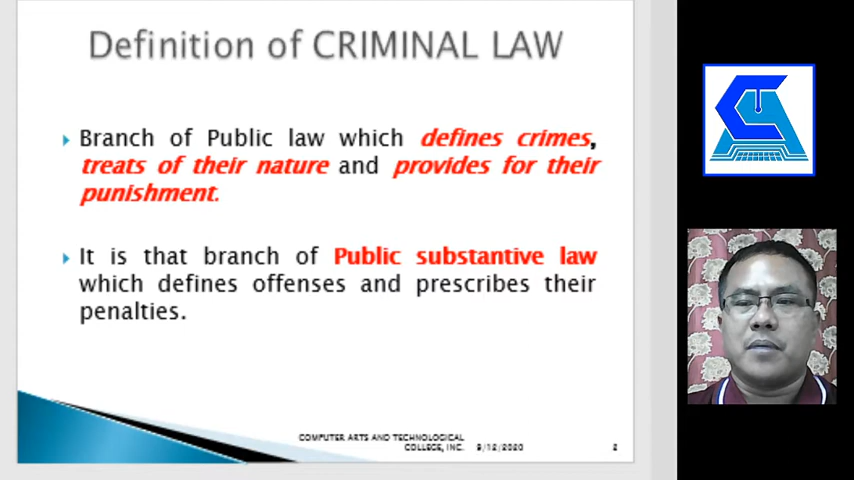 Definition of CRIMINAL LAW
Branch of Public law which defines crimes,
treats of their nature and provides for their
punishment.
It is that branch of Public substantive law
which defines offenses and prescribes their
penalties.
COMPUTER ARTS AND TECHNOLOGICAL
COLLEGE, INC. 9/12/2020 2